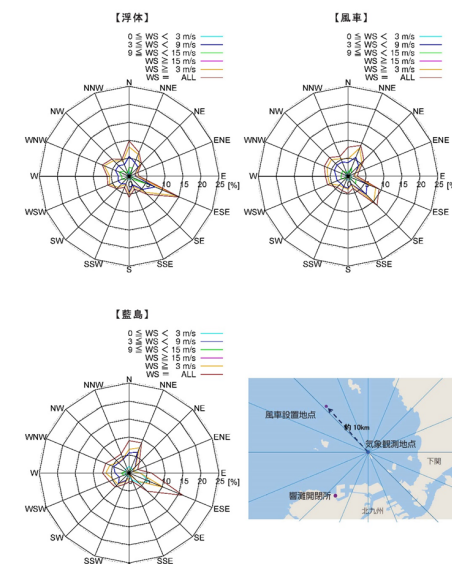 【浮体】
0 ≦ WS < 3 m/s
3 ≦ WS < 9 m/s
9 ≦ WS < 15 m/s
WS ≧ 15 m/s
WS ≧ 3 m/s
WS = ALL
N
NNW NNE
NW NE
WNW ENE
W 0 5 10 15 20 25 [%] E
WSW ESE
SW SE
SSW SSE
S
【風車】
0 ≦ WS < 3 m/s
3 ≦ WS < 9 m/s
9 ≦ WS < 15 m/s
WS ≧ 15 m/s
WS ≧ 3 m/s
WS = ALL
N
NNW NNE
NW NE
WNW ENE
W 0 5 10 15 20 25 [%] E
WSW ESE
SW SE
SSW SSE
S
【藍島】
0 ≦ WS < 3 m/s
3 ≦ WS < 9 m/s
9 ≦ WS < 15 m/s
WS ≧ 15 m/s
WS ≧ 3 m/s
WS = ALL
N
NNW NNE
NW NE
WNW ENE
W 0 5 10 15 20 25 [%] E
WSW ESE
SW SE
SSW SSE
風車設置地点
約 10km
気象観測地点
下関
響灘開閉所
北九州